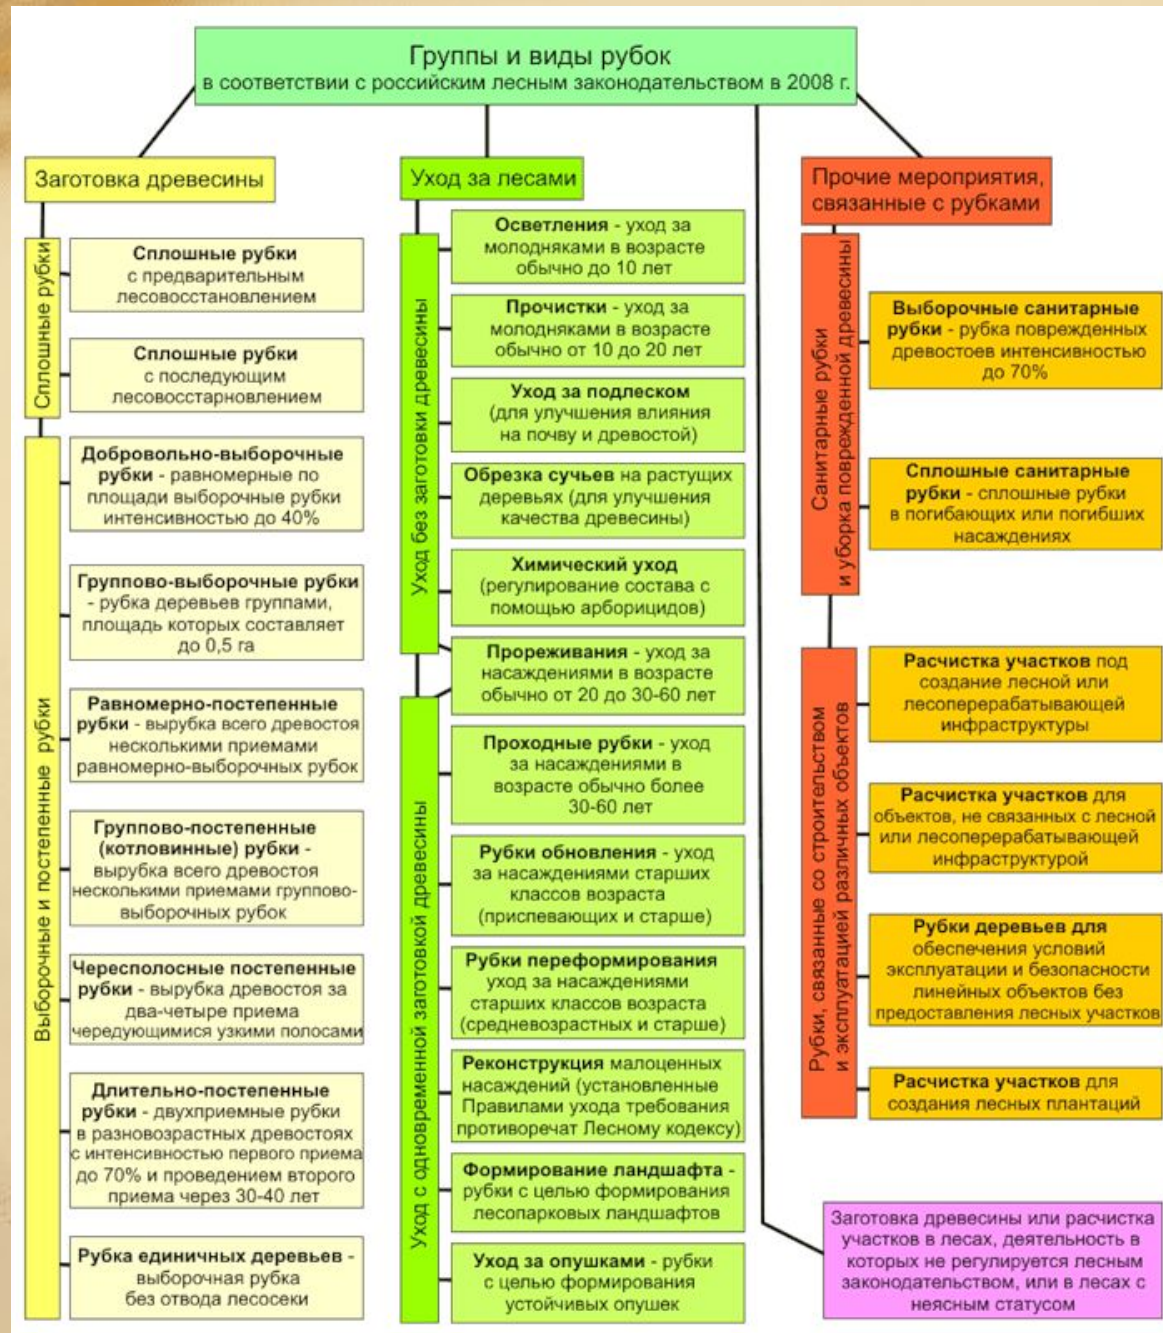 Группы и виды рубок
в соответствии с российским лесным законодательством в 2008 г.
Заготовка древесины
Сплошные рубки
Сплошные рубки
с предварительным
лесовосстановлением
Сплошные рубки
с последующим
лесовосстарновлением
Выборочные и постепенные рубки
Добровольно-выборочные
рубки - равномерные по
площади выборочные рубки
интенсивностью до 40%
Группово-выборочные рубки
- рубка деревьев группами,
площадь которых составляет
до 0,5 га
Равномерно-постепенные
рубки - вырубка всего древостоя
несколькими приемами
равномерно-выборочных рубок
Группово-постепенные
(котловинные) рубки -
вырубка всего древостоя
несколькими приемами группово-
выборочных рубок
Чересполосные постепенные
рубки - вырубка древостоя за
два-четыре приема
чередующимися узкими полосами
Длительно-постепенные
рубки - двухприемные рубки
в разновозрастных древостоях
с интенсивностью первого приема
до 70% и проведением второго
приема через 30-40 лет
Рубка единичных деревьев -
выборочная рубка
без отвода лесосеки
Уход за лесами
Уход без заготовки древесины
Осветления - уход за
молодняками в возрасте
обычно до 10 лет
Прочистки - уход за
молодняками в возрасте
обычно от 10 до 20 лет
Уход за подлеском
(для улучшения влияния
на почву и древостой)
Обрезка сучьев на растущих
деревьях (для улучшения
качества древесины)
Химический уход
(регулирование состава с
помощью арборицидов)
Прореживания - уход за
насаждениями в возрасте
обычно от 20 до 30-60 лет
Уход с одновременной заготовкой древесины
Проходные рубки - уход
за насаждениями в
возрасте обычно более
30-60 лет
Рубки обновления - уход
за насаждениями старших
классов возраста
(приспевающих и старше)
Рубки переформирования
уход за насаждениями
старших классов возраста
(средневозрастных и старше)
Реконструкция малоценных
насаждений (установленные
Правилами ухода требования
противоречат Лесному кодексу)
Формирование ландшафта -
рубки с целью формирования
лесопарковых ландшафтов
Уход за опушками - рубки
с целью формирования
устойчивых опушек
Прочие мероприятия,
связанные с рубками
Санитарные рубки
и уборка поврежденной древесины
Выборочные санитарные
рубки - рубка поврежденных
древостоев интенсивностью
до 70%
Сплошные санитарные
рубки - сплошные рубки
в погибающих или погибших
насаждениях
Рубки, связанные со строительством
и эксплуатацией различных объектов
Расчистка участков под
создание лесной или
лесоперерабатывающей
инфраструктуры
Расчистка участков для
объектов, не связанных с лесной
или лесоперерабатывающей
инфраструктурой
Рубки деревьев для
обеспечения условий
эксплуатации и безопасности
линейных объектов без
предоставления лесных участков
Расчистка участков для
создания лесных плантаций
Заготовка древесины или расчистка
участков в лесах, деятельность в
которых не регулируется лесным
законодательством, или в лесах с
неясным статусом